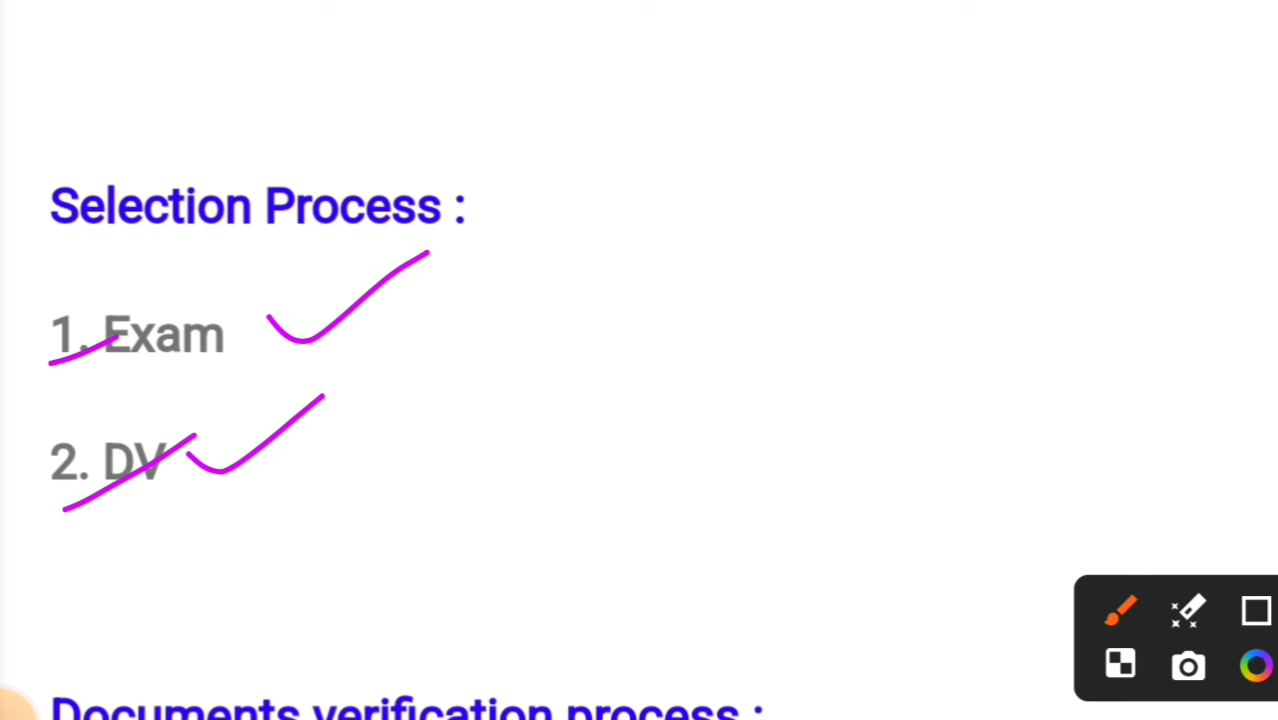 Selection Process :
1. Exam
2. DV
Documents verification process :